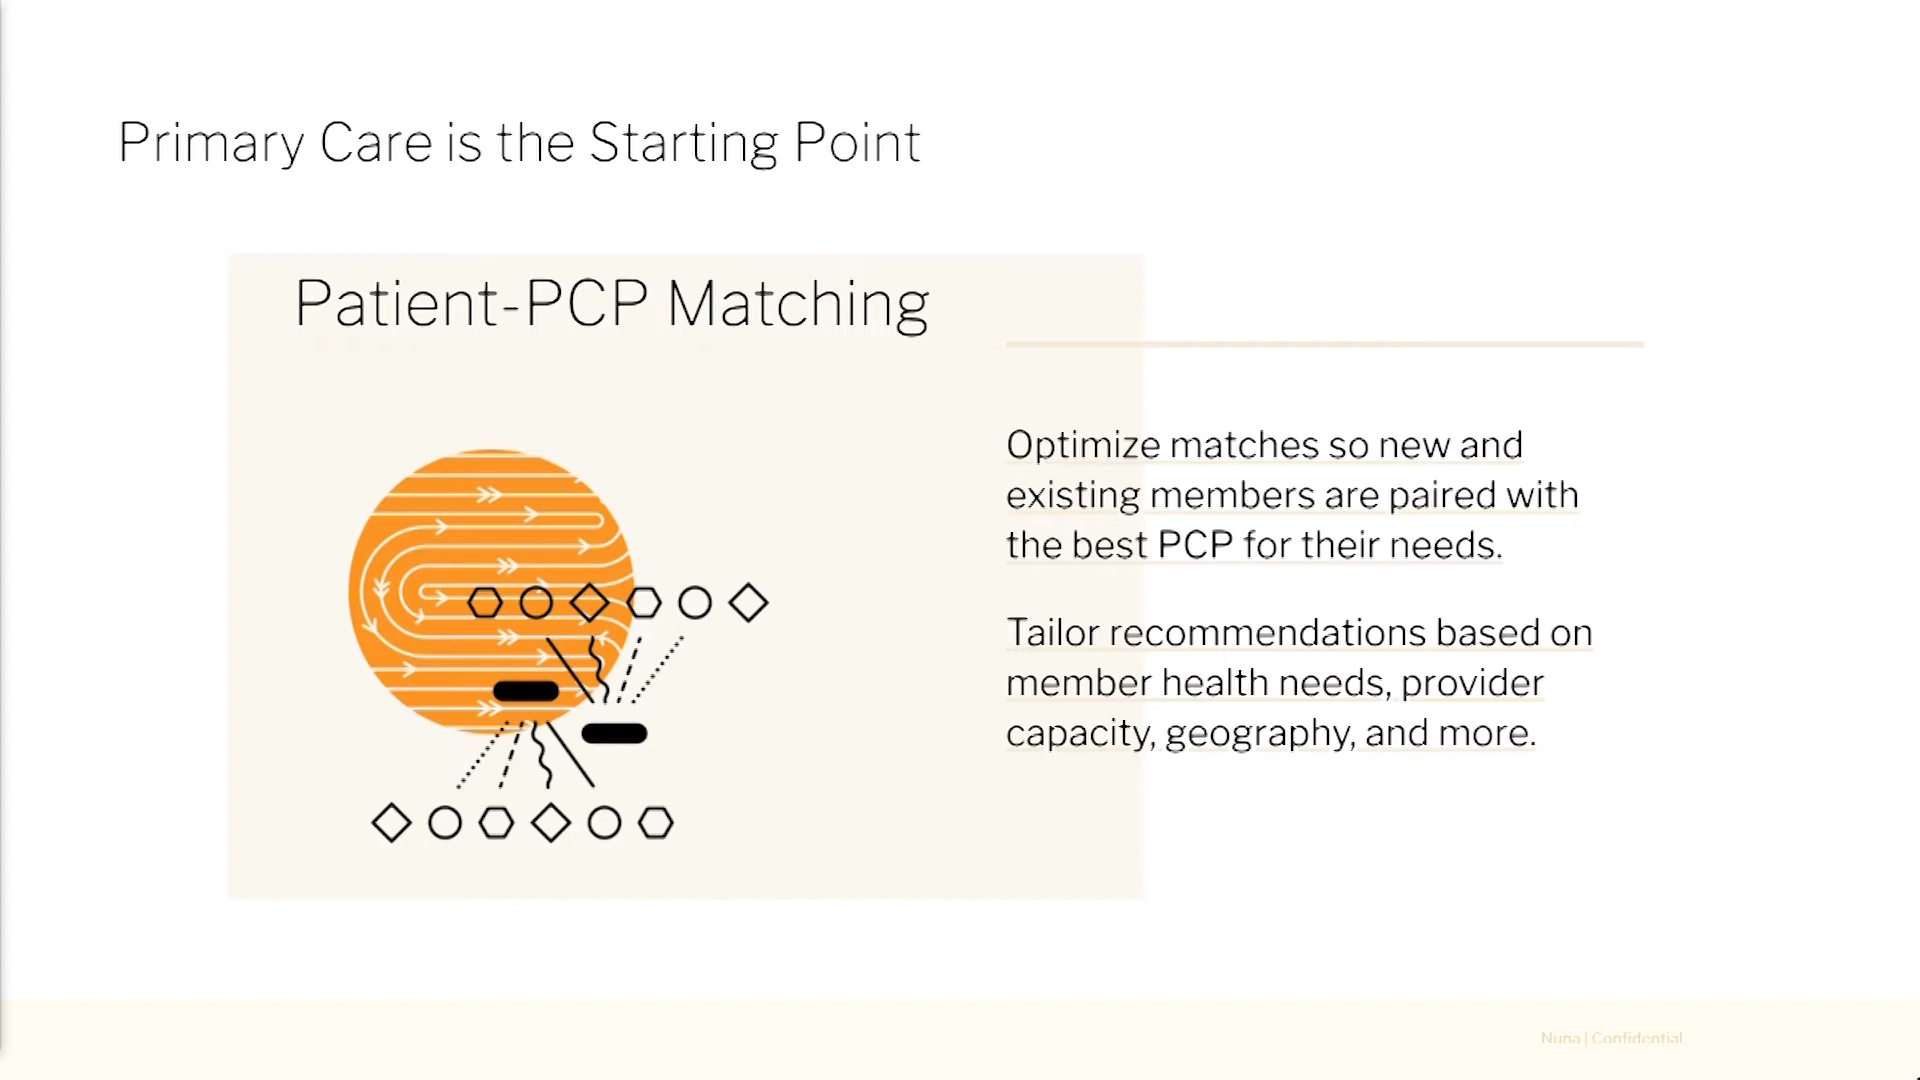 Primary Care is the Starting Point
Patient-PCP Matching
Optimize matches so new and
existing members are paired with
the best PCP for their needs.
Tailor recommendations based on
member health needs, provider
capacity, geography, and more.
Nuna | Confidential